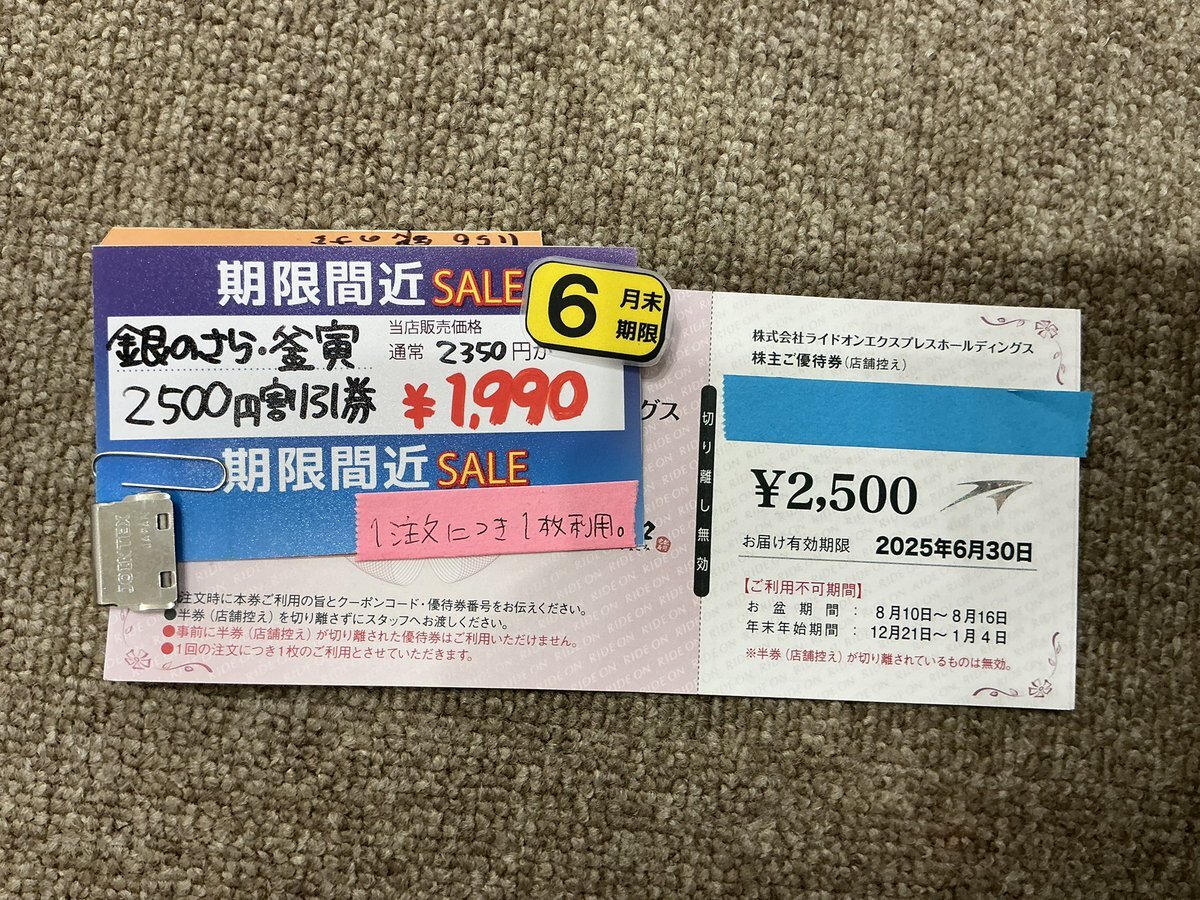 期限間近SALE
6月末
期限
銀のさら・釜寅
2500円割引券
当店販売価格
通常 2350円が
¥1,990
期限間近SALE
1注文につき1枚利用。
グス
注文時に本券ご利用の旨とクーポンコード・優待券番号をお伝えください。
●半券(店舗控え)を切り離さずにスタッフへお渡しください。
●事前に半券(店舗控え)が切り離された優待券はご利用いただけません。
●1回の注文につき1枚のご利用とさせていただきます。
切り離し無効
株式会社ライドオンエクスプレスホールディングス
株主ご優待券(店舗控え)
¥2,500
お届け有効期限 2025年6月30日
【ご利用不可期間】
お盆期間: 8月10日~8月16日
年末年始期間: 12月21日~1月4日
※半券(店舗控え)が切り離されているものは無効。
RIDE ON